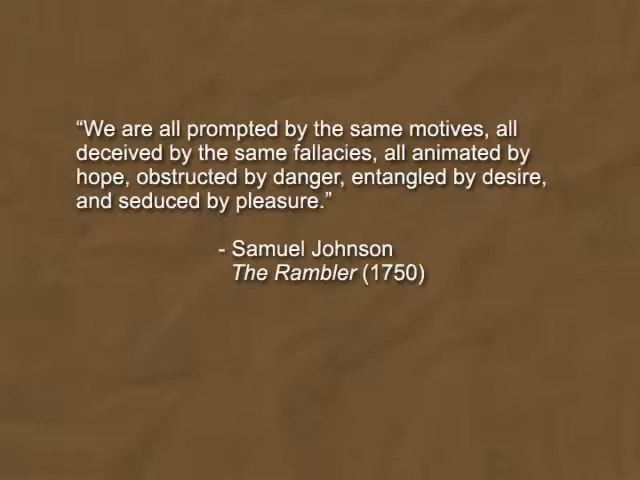 “We are all prompted by the same motives, all
deceived by the same fallacies, all animated by
hope, obstructed by danger, entangled by desire,
and seduced by pleasure.”
- Samuel Johnson
The Rambler (1750)